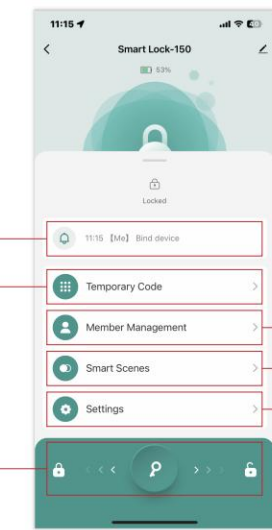 11:15
Smart Lock-150
53%
Locked
11:15 【Me】 Bind device
Temporary Code
Member Management
Smart Scenes
Settings